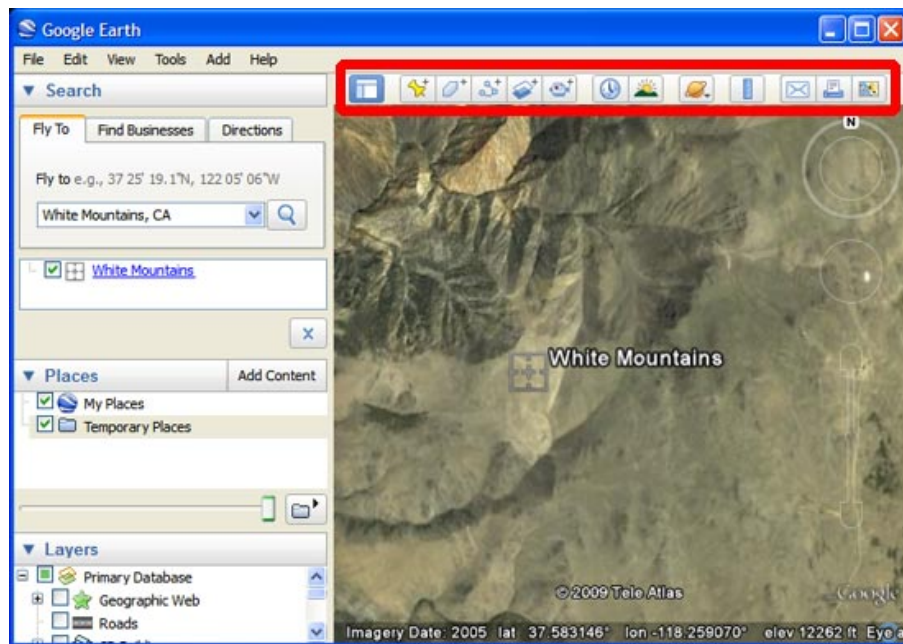 Google Earth
File Edit View Tools Add Help
Search
Fly To Find Businesses Directions
Fly to e.g., 37 25' 19.1"N, 122 05' 06"W
White Mountains, CA
White Mountains
Places Add Content
My Places
Temporary Places
Layers
Primary Database
Geographic Web
Roads
N
White Mountains
©2009 Tele Atlas
Google
Imagery Date: 2005 lat 37.583146° lon -118.259070° elev 12262 ft Eye a